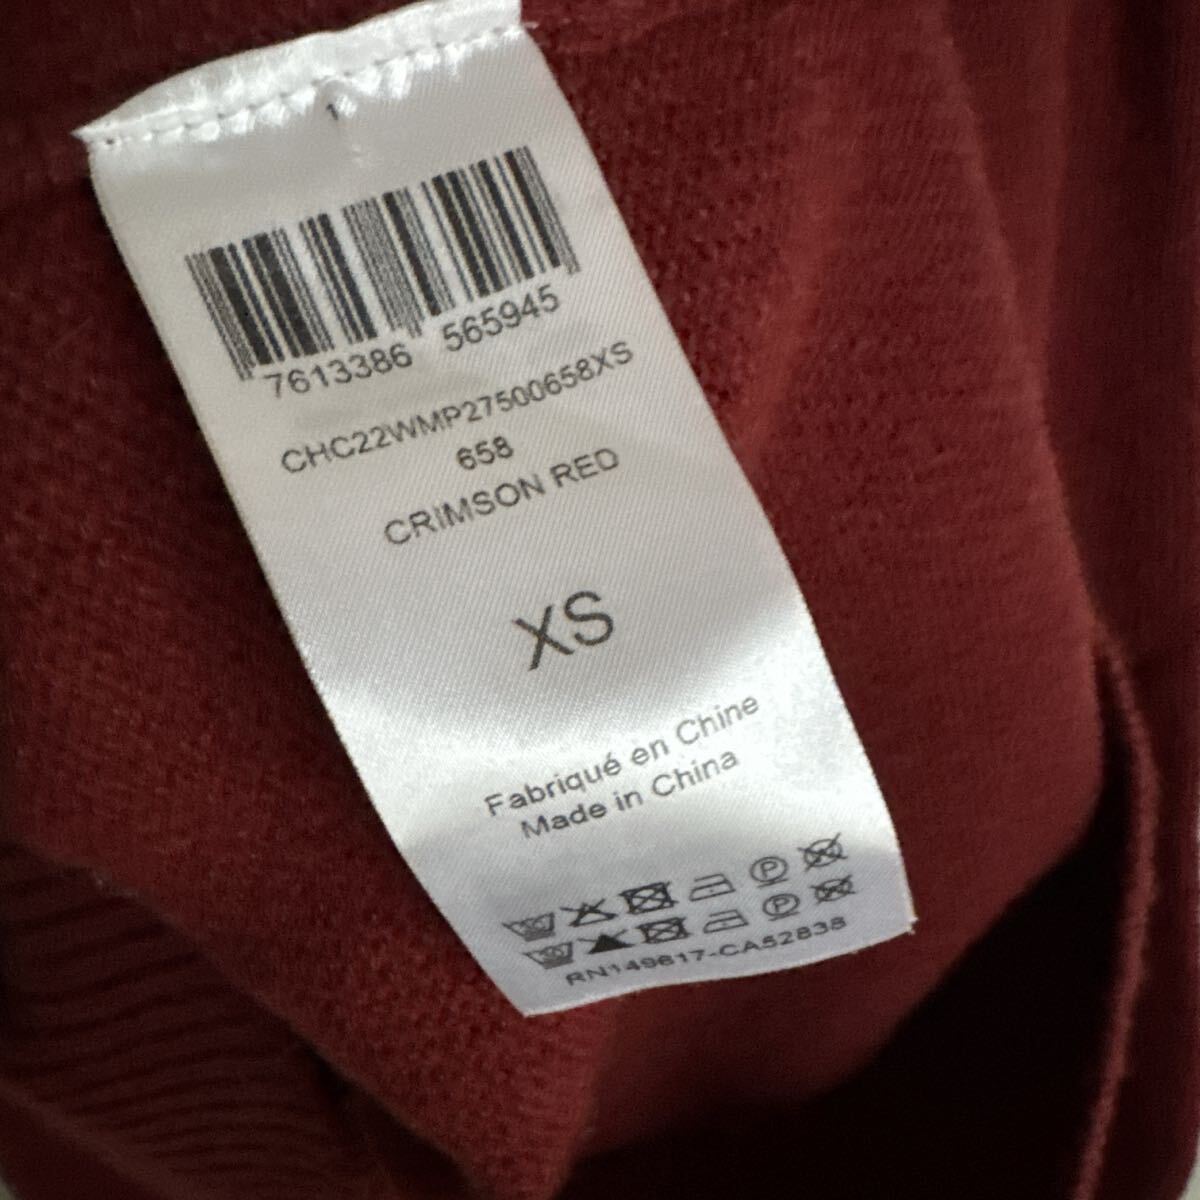 1
7613386 565945
CHC22WMP27500658XS
658
CRIMSON RED
XS
Fabriqué en Chine
Made in China
P
P
RN149617-CA52838